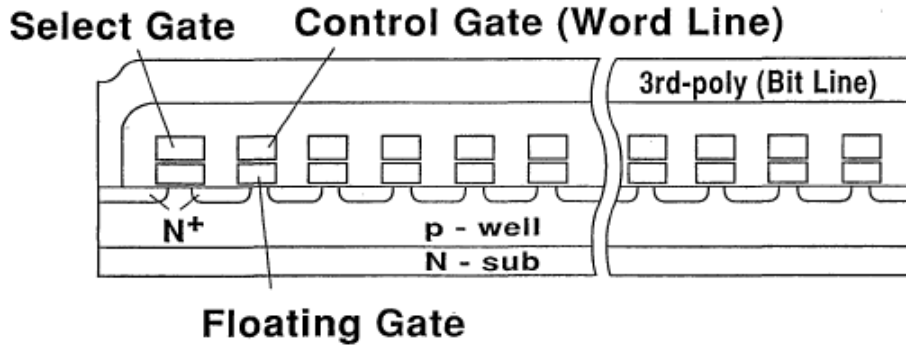 Select Gate
Control Gate (Word Line)
3rd-poly (Bit Line)
N+
p - well
N - sub
Floating Gate